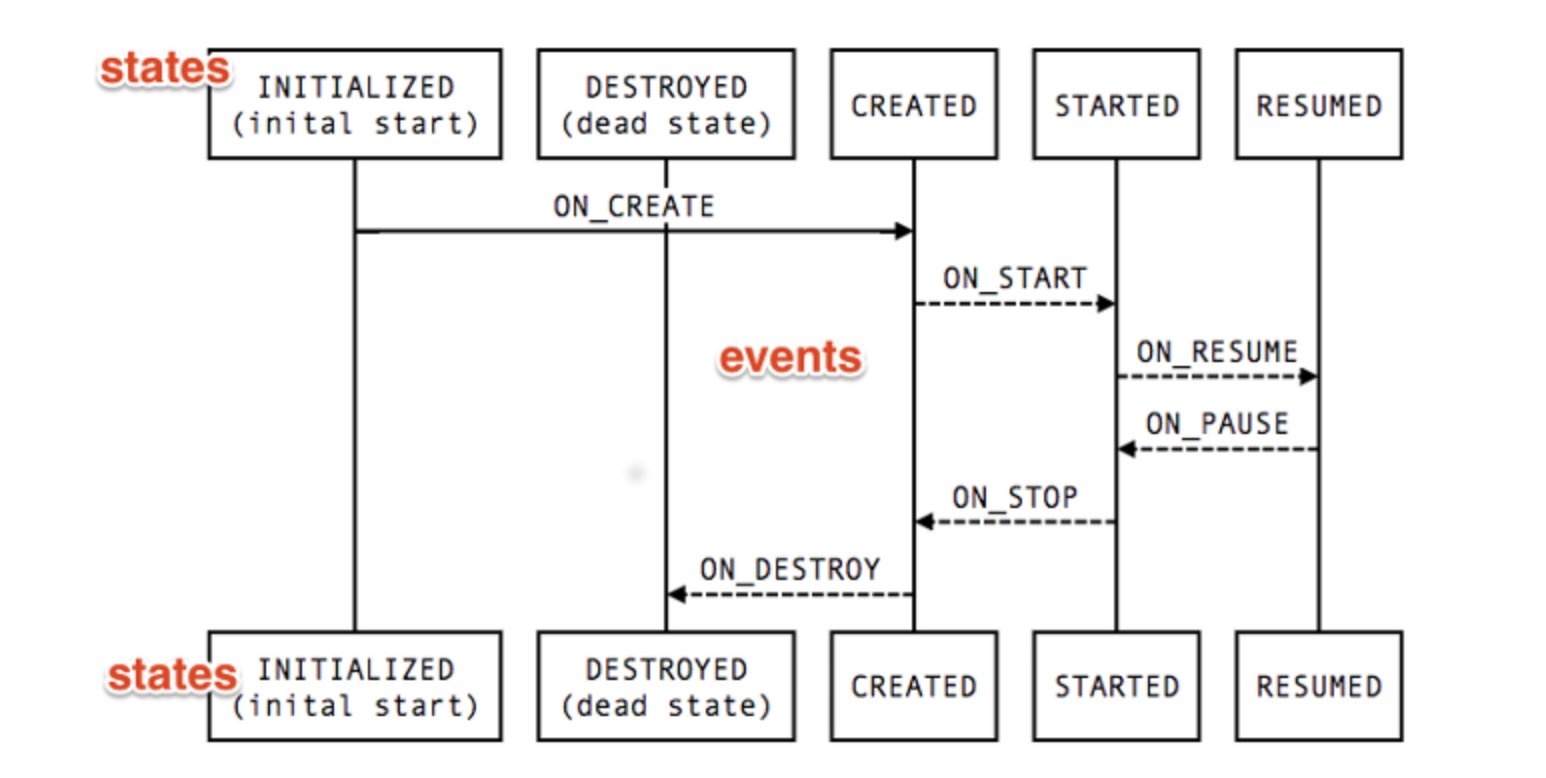 states
INITIALIZED
(inital start)
DESTROYED
(dead state)
CREATED
STARTED
RESUMED
ON_CREATE
ON_START
events
ON_RESUME
ON_PAUSE
ON_STOP
ON_DESTROY
states
INITIALIZED
(inital start)
DESTROYED
(dead state)
CREATED
STARTED
RESUMED